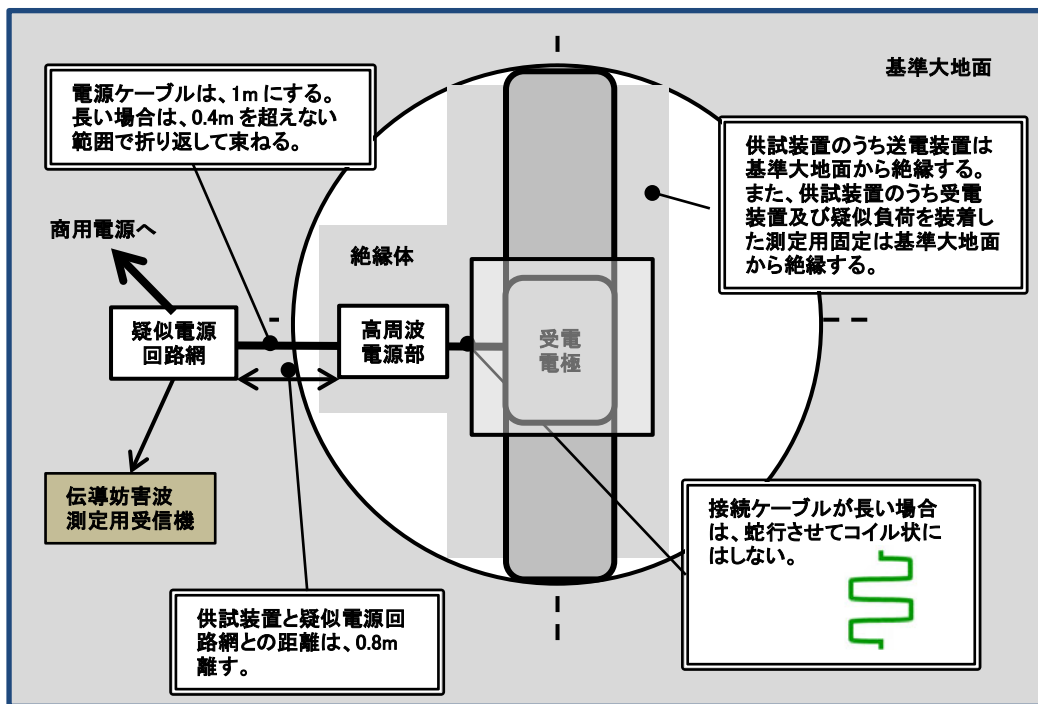 基準大地面
電源ケーブルは、1m にする。
長い場合は、0.4m を超えない
範囲で折り返して束ねる。
供試装置のうち送電装置は
基準大地面から絶縁する。
また、供試装置のうち受電
装置及び疑似負荷を装着し
た測定用固定は基準大地面
から絶縁する。
商用電源へ
絶縁体
疑似電源
回路網
高周波
電源部
受電
電極
伝導妨害波
測定用受信機
接続ケーブルが長い場合
は、蛇行させてコイル状に
はしない。
供試装置と疑似電源回
路網との距離は、0.8m
離す。